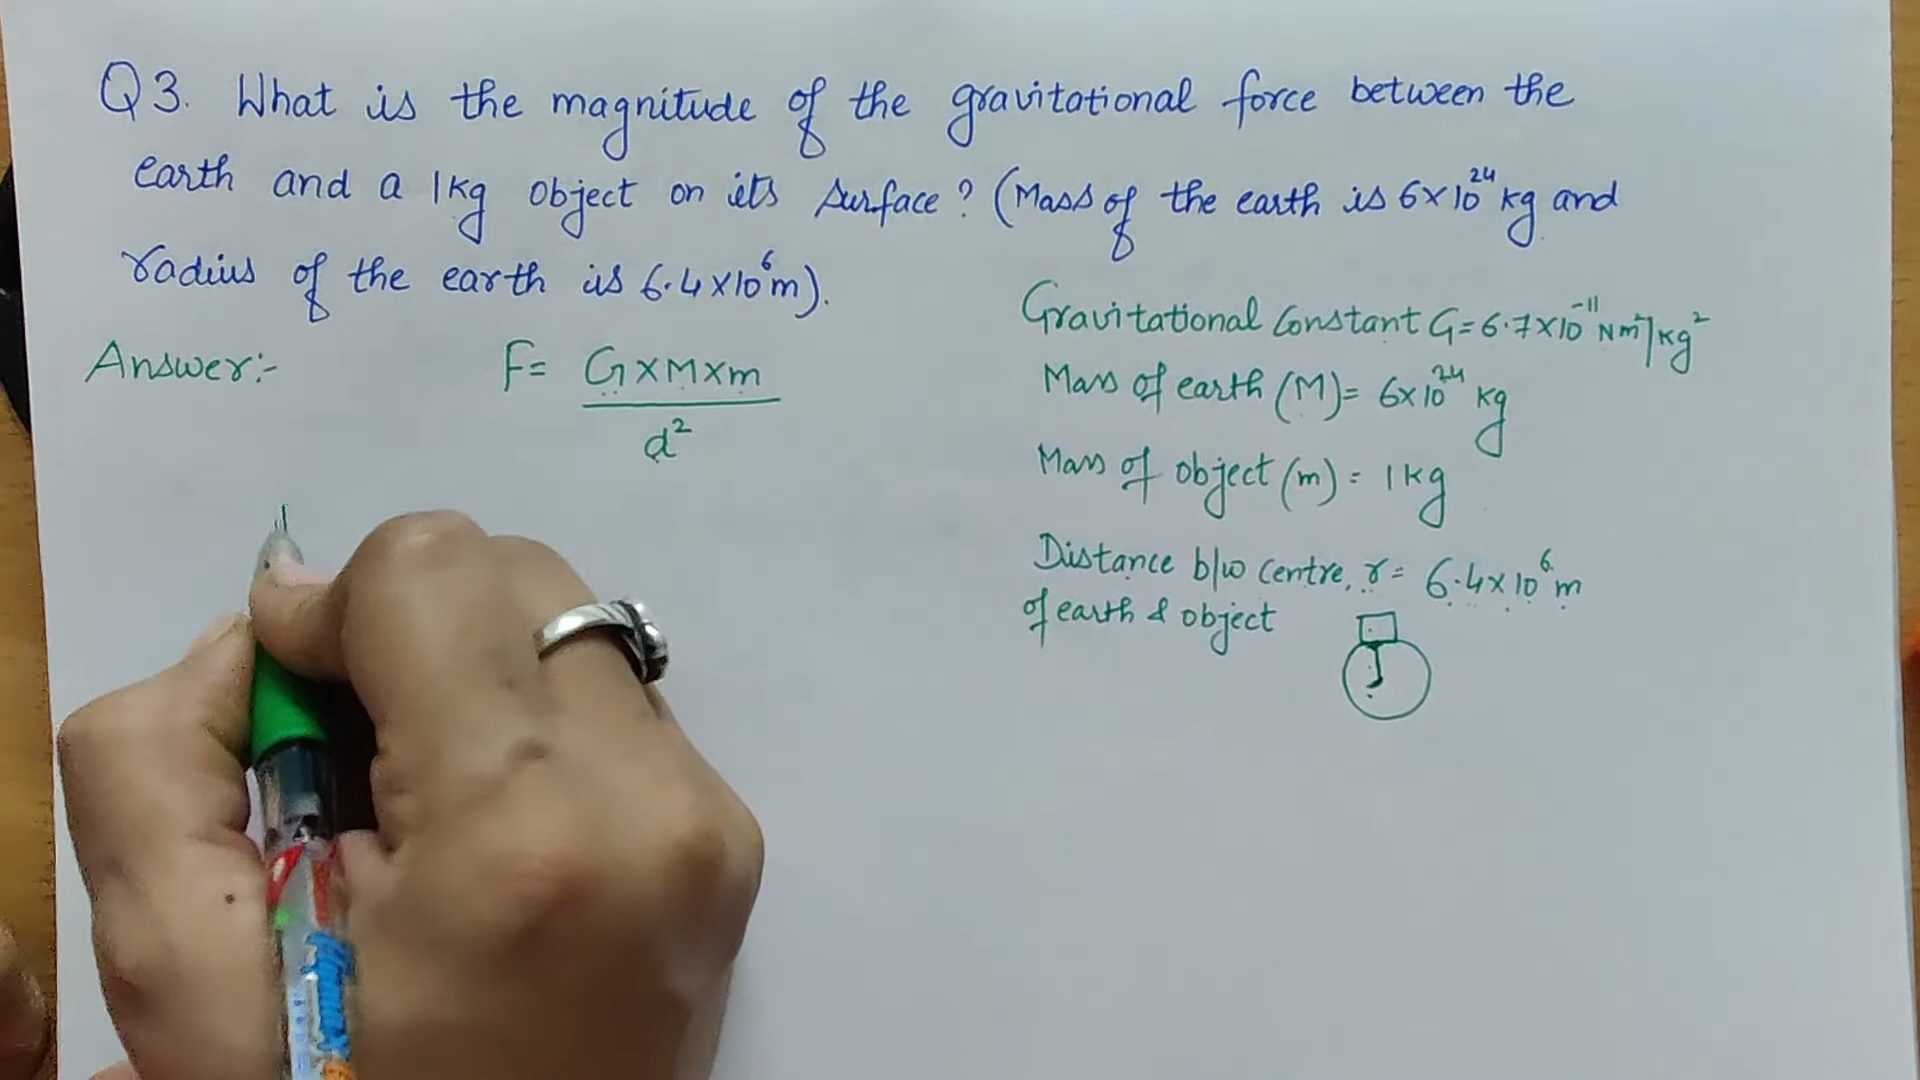 Q3. What is the magnitude of the gravitational force between the
earth and a 1kg object on its surface? (Mass of the earth is 6×10²⁴ kg and
radius of the earth is 6.4×10⁶m).
Answer:-
F= G×M×m
d²
Gravitational Constant G=6.7×10⁻¹¹Nm²/kg²
Mass of earth (M)= 6×10²⁴ kg
Mass of object (m) = 1kg
Distance b/w centre, r= 6.4×10⁶ m
of earth & object